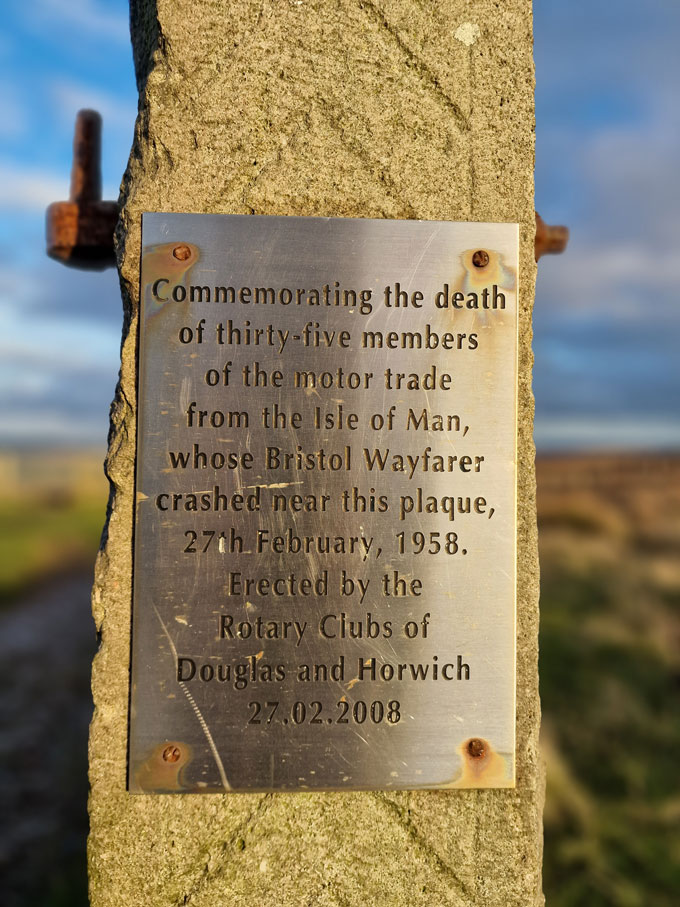 Commemorating the death
of thirty-five members
of the motor trade
from the Isle of Man,
whose Bristol Wayfarer
crashed near this plaque,
27th February, 1958.
Erected by the
Rotary Clubs of
Douglas and Horwich
27.02.2008